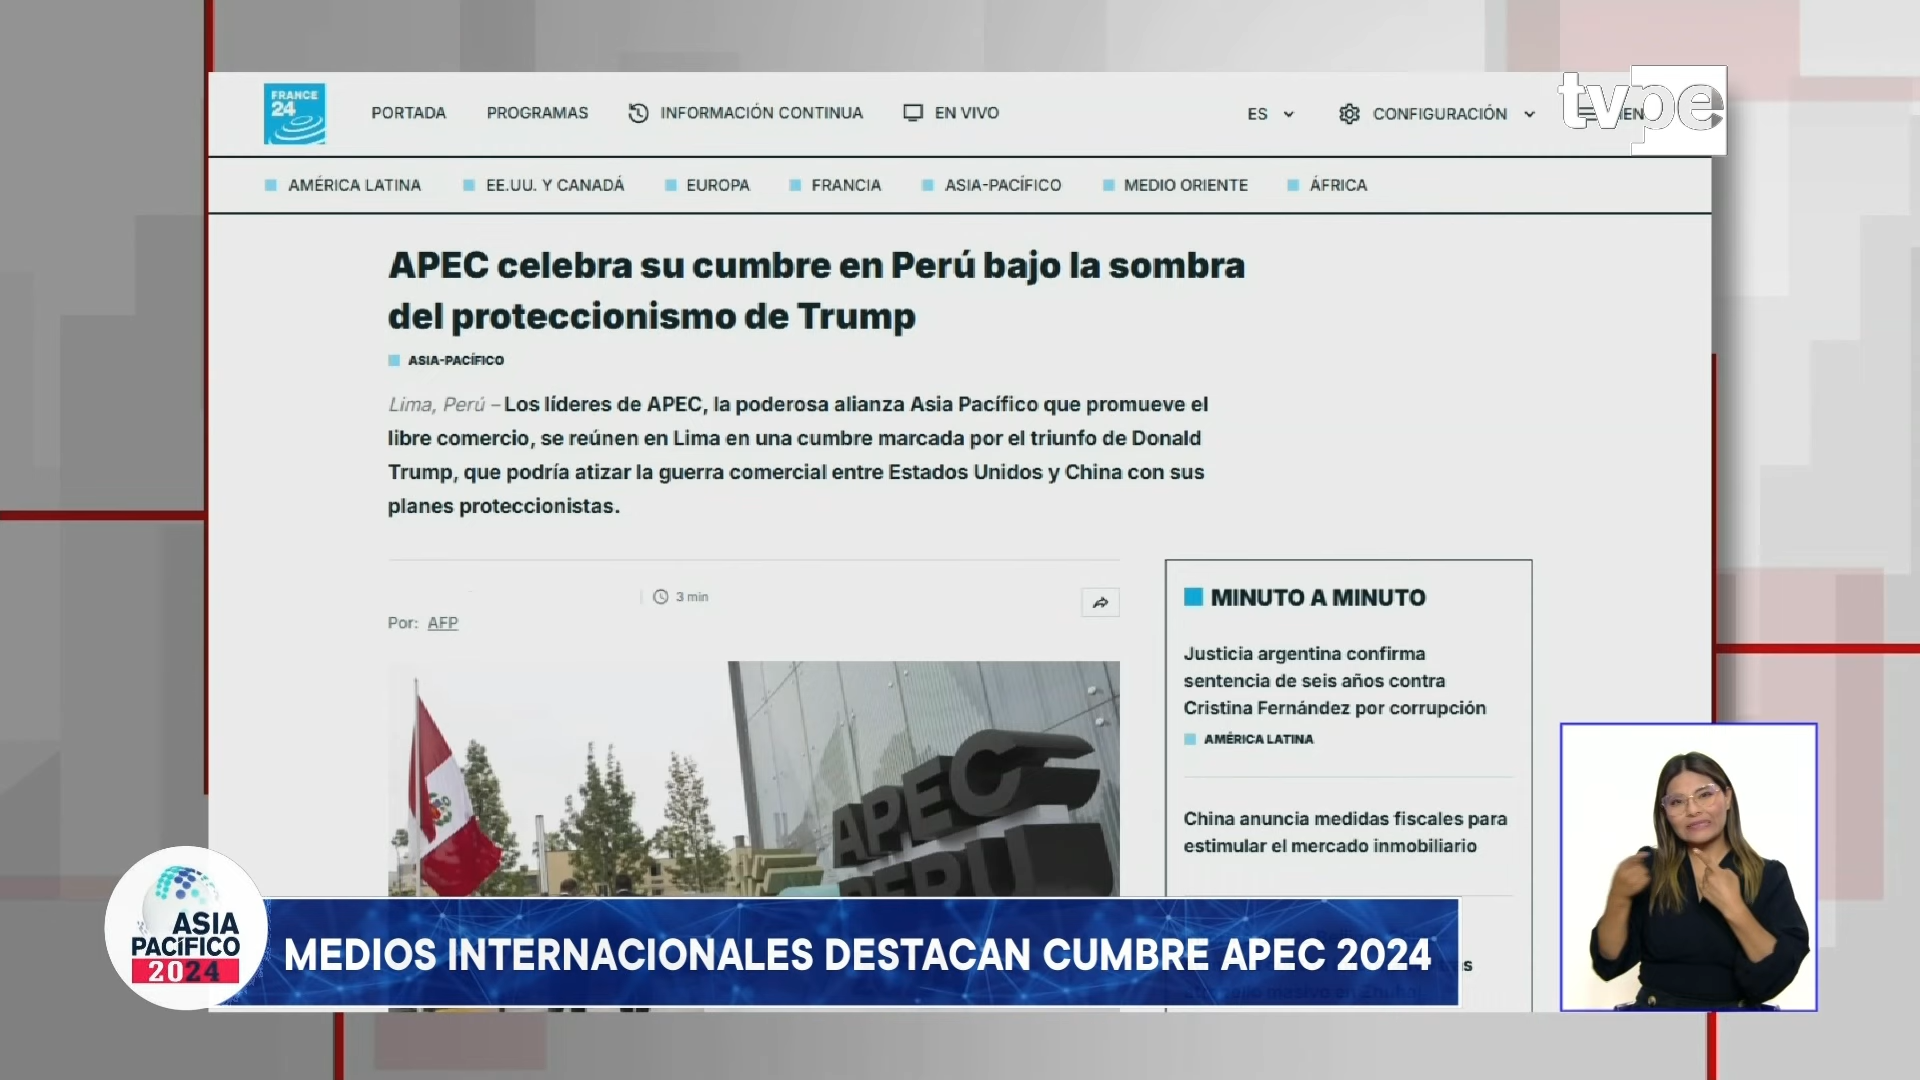 FRANCE
24
PORTADA
PROGRAMAS
INFORMACIÓN CONTINUA
EN VIVO
ES
CONFIGURACIÓN
tvpe
AMÉRICA LATINA
EE.UU. Y CANADÁ
EUROPA
FRANCIA
ASIA-PACÍFICO
MEDIO ORIENTE
ÁFRICA
APEC celebra su cumbre en Perú bajo la sombra
del proteccionismo de Trump
ASIA-PACÍFICO
Lima, Perú – Los líderes de APEC, la poderosa alianza Asia Pacífico que promueve el
libre comercio, se reúnen en Lima en una cumbre marcada por el triunfo de Donald
Trump, que podría atizar la guerra comercial entre Estados Unidos y China con sus
planes proteccionistas.
3 min
Por: AFP
APEC
PERU
MINUTO A MINUTO
Justicia argentina confirma
sentencia de seis años contra
Cristina Fernández por corrupción
AMÉRICA LATINA
China anuncia medidas fiscales para
estimular el mercado inmobiliario
ASIA
PACÍFICO
2024
MEDIOS INTERNACIONALES DESTACAN CUMBRE APEC 2024